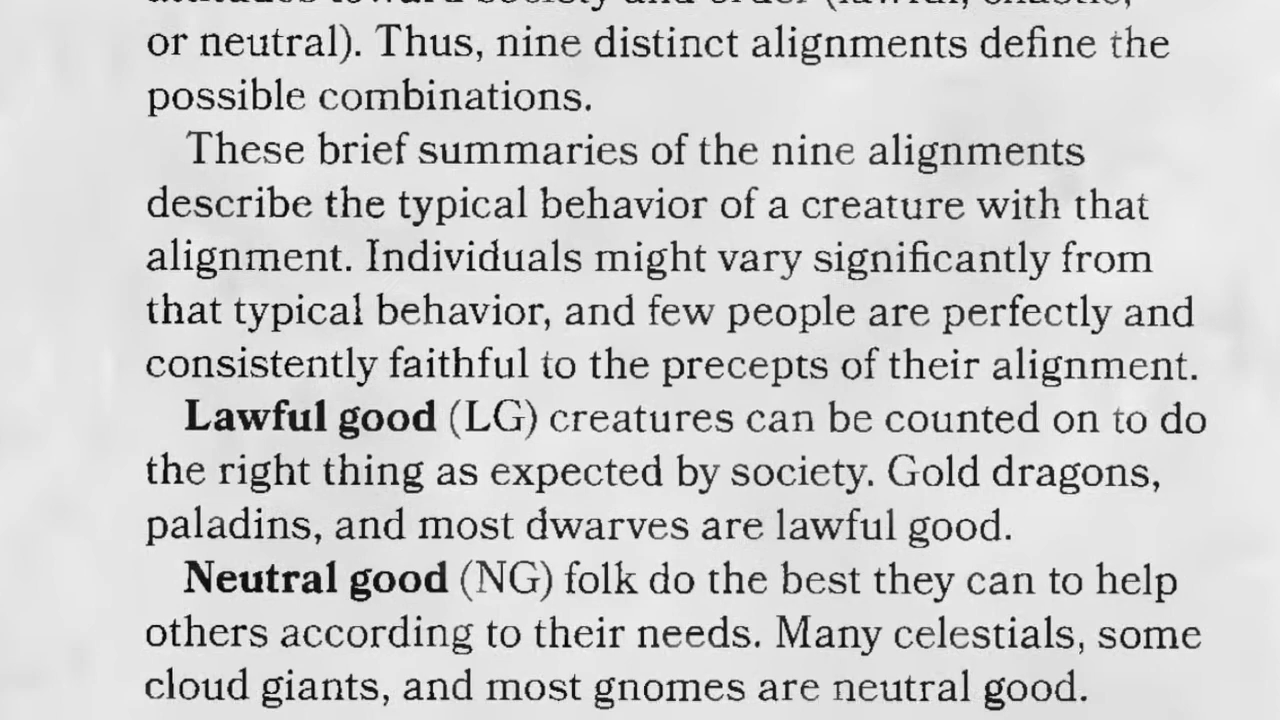 or neutral). Thus, nine distinct alignments define the
possible combinations.
These brief summaries of the nine alignments
describe the typical behavior of a creature with that
alignment. Individuals might vary significantly from
that typical behavior, and few people are perfectly and
consistently faithful to the precepts of their alignment.
Lawful good (LG) creatures can be counted on to do
the right thing as expected by society. Gold dragons,
paladins, and most dwarves are lawful good.
Neutral good (NG) folk do the best they can to help
others according to their needs. Many celestials, some
cloud giants, and most gnomes are neutral good.